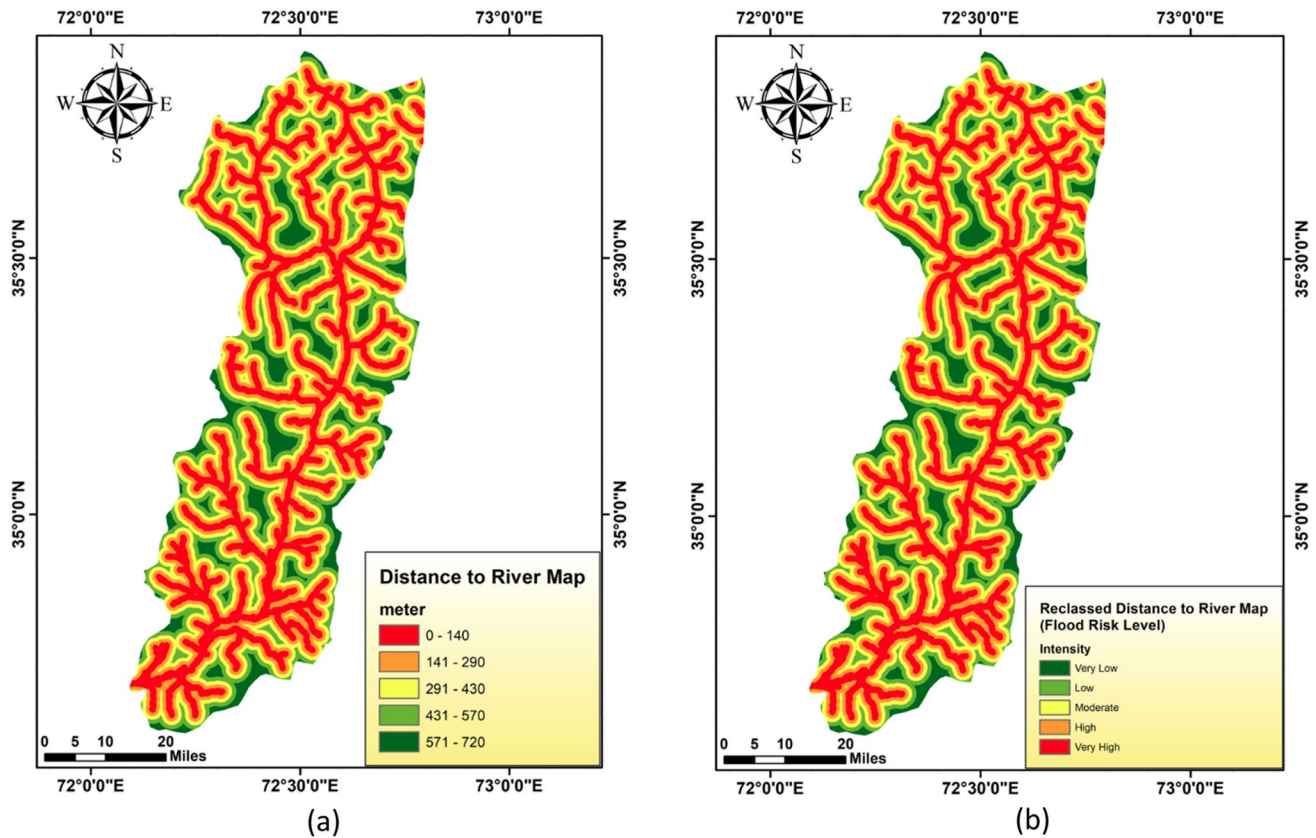 72°0'0"E 72°30'0"E 73°0'0"E
N
W E
S
35°30'0"N 35°30'0"N
35°0'0"N 35°0'0"N
Distance to River Map
meter
0 - 140
141 - 290
291 - 430
431 - 570
571 - 720
0 5 10 20
Miles
72°0'0"E 72°30'0"E 73°0'0"E
(a)
72°0'0"E 72°30'0"E 73°0'0"E
N
W E
S
35°30'0"N 35°30'0"N
35°0'0"N 35°0'0"N
Reclassed Distance to River Map
(Flood Risk Level)
Intensity
Very Low
Low
Moderate
High
Very High
0 5 10 20
Miles
72°0'0"E 72°30'0"E 73°0'0"E
(b)